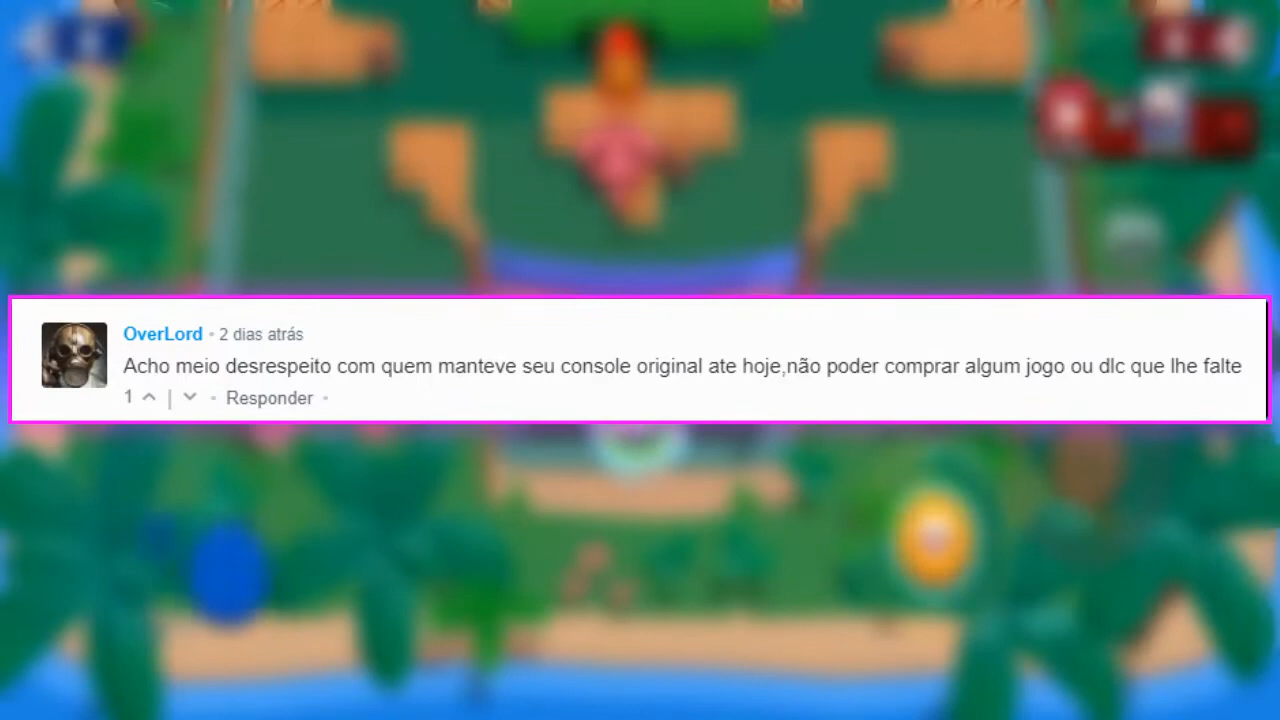 OverLord • 2 dias atrás
Acho meio desrespeito com quem manteve seu console original ate hoje,não poder comprar algum jogo ou dlc que lhe falte
1 | • Responder •